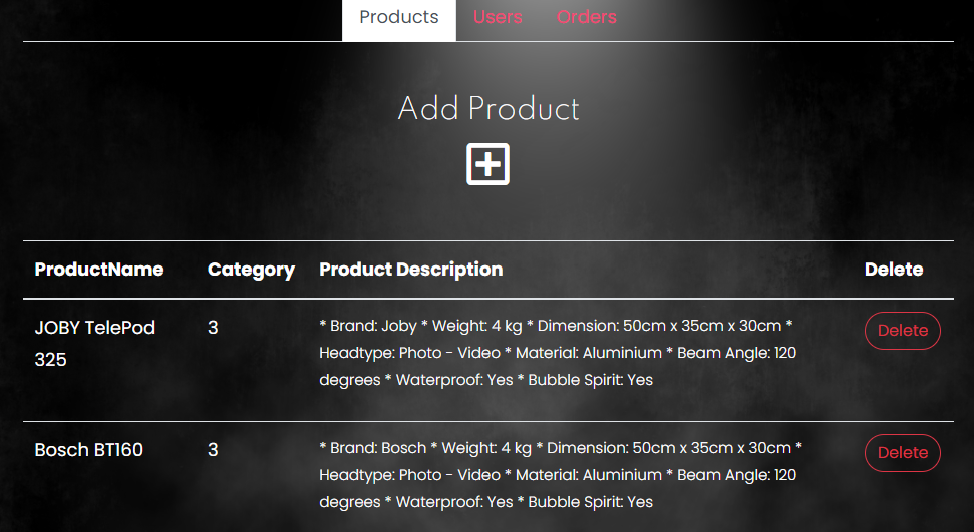 Products Users Orders
Add Product
ProductName Category Product Description Delete
JOBY TelePod 3 * Brand: Joby * Weight: 4 kg * Dimension: 50cm x 35cm x 30cm * Delete
325 Headtype: Photo - Video * Material: Aluminium * Beam Angle: 120
degrees * Waterproof: Yes * Bubble Spirit: Yes
Bosch BT160 3 * Brand: Bosch * Weight: 4 kg * Dimension: 50cm x 35cm x 30cm * Delete
Headtype: Photo - Video * Material: Aluminium * Beam Angle: 120
degrees * Waterproof: Yes * Bubble Spirit: Yes